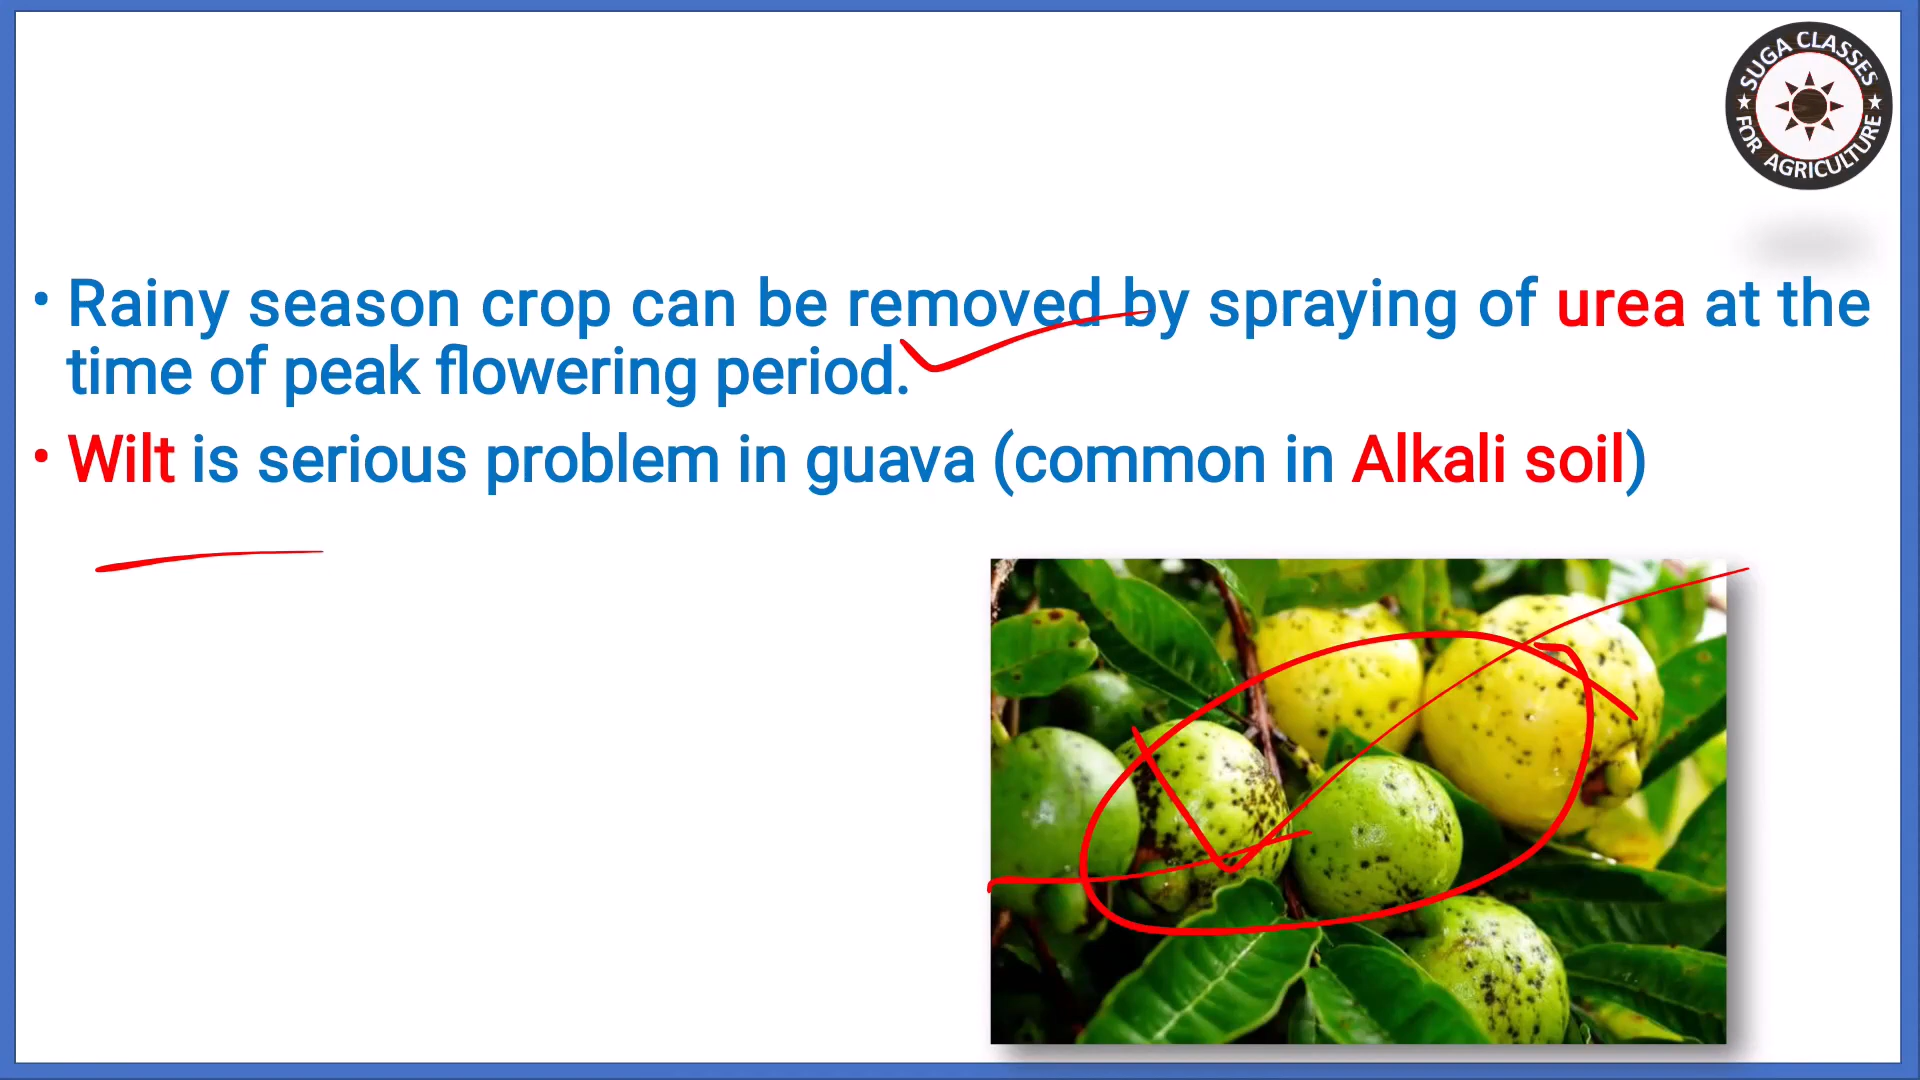 SUGA CLASSES
FOR AGRICULTURE
• Rainy season crop can be removed by spraying of urea at the
time of peak flowering period.
• Wilt is serious problem in guava (common in Alkali soil)